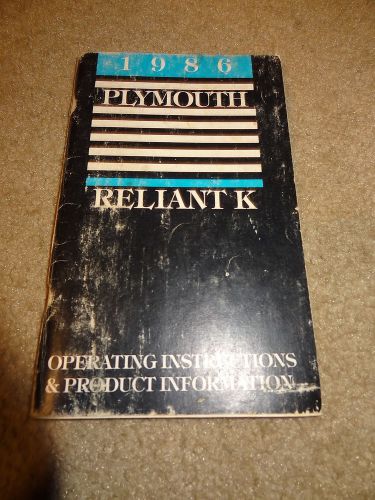 1986
PLYMOUTH
RELIANT K
OPERATING INSTRUCTIONS
& PRODUCT INFORMATION